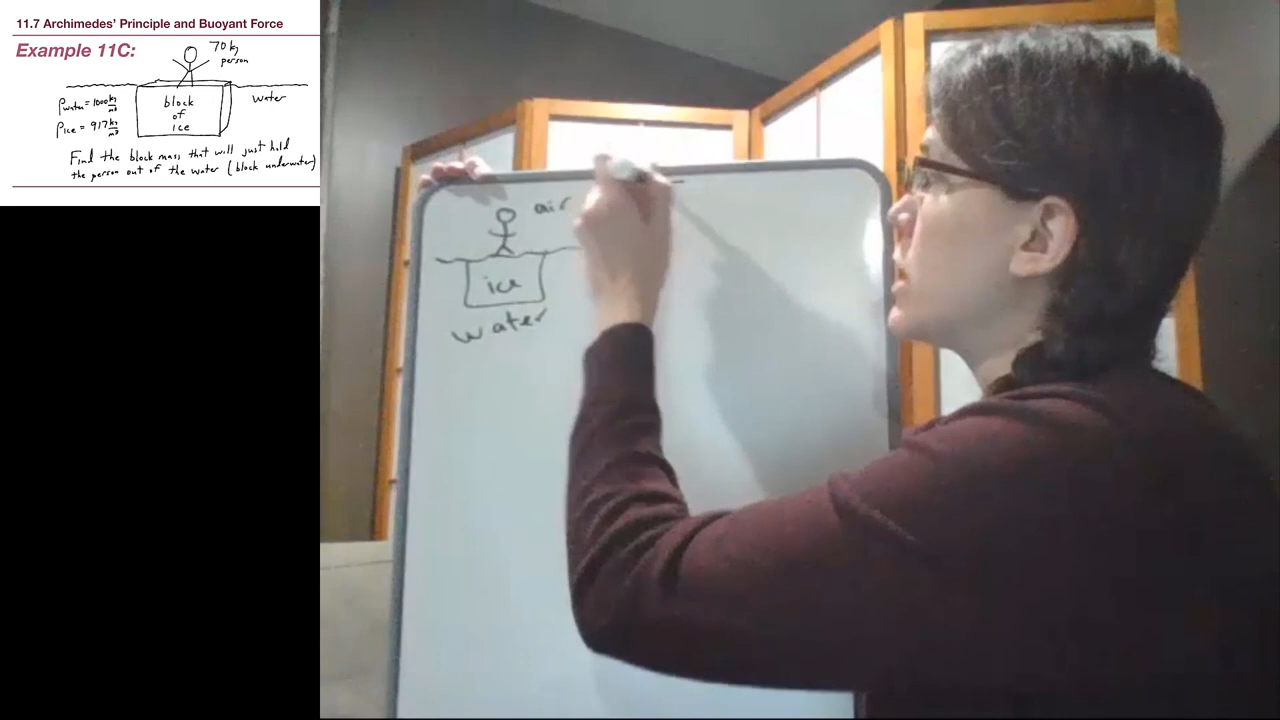 11.7 Archimedes' Principle and Buoyant Force
Example 11C:
70 kg
person
ρwater = 1000 kg/m³
ρice = 917 kg/m³
block
of
ice
water
Find the block mass that will just hold
the person out of the water (block underwater)
air
ice
water